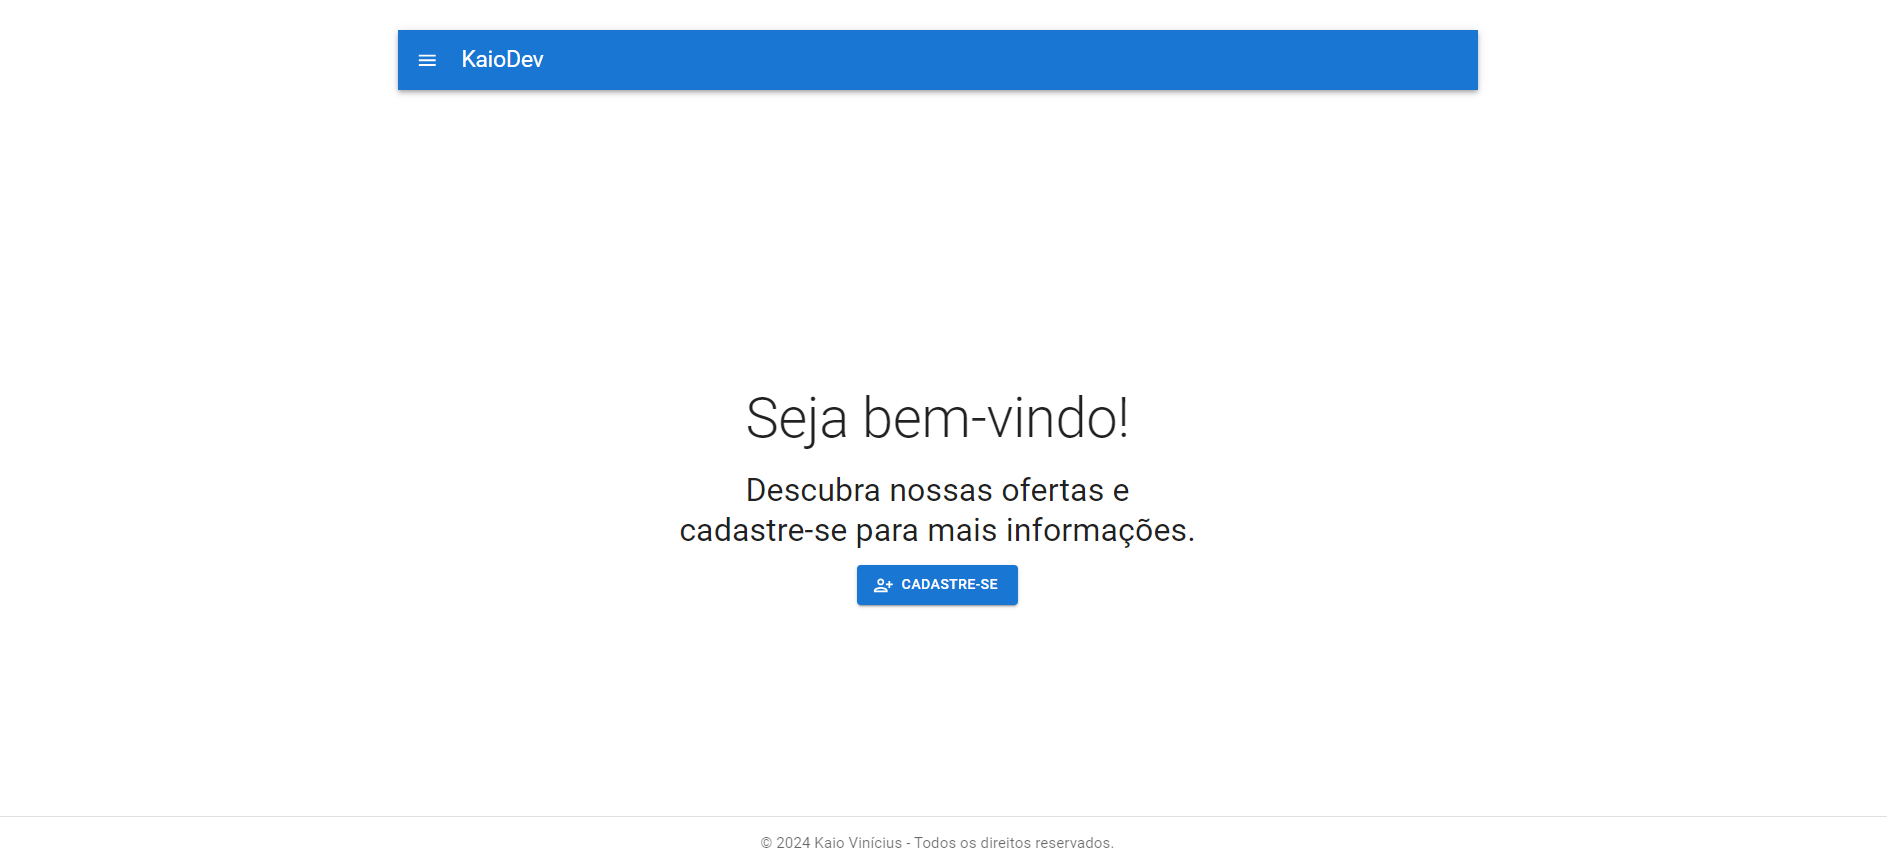 KaioDev
Seja bem-vindo!
Descubra nossas ofertas e
cadastre-se para mais informações.
CADASTRE-SE
© 2024 Kaio Vinícius - Todos os direitos reservados.